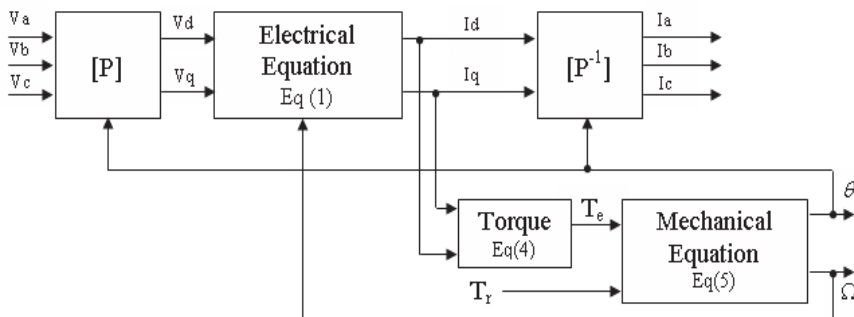 Va
Vb
Vc
[P]
Vd
Vq
Electrical
Equation
Eq (1)
Id
Iq
[P⁻¹]
Ia
Ib
Ic
θ
Torque
Eq(4)
Te
Tr
Mechanical
Equation
Eq(5)
Ω